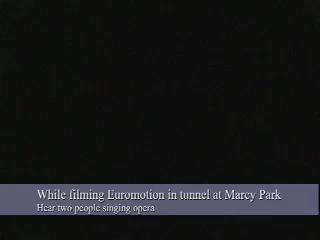 While filming Euromotion in tunnel at Marcy Park
Hear two people singing opera